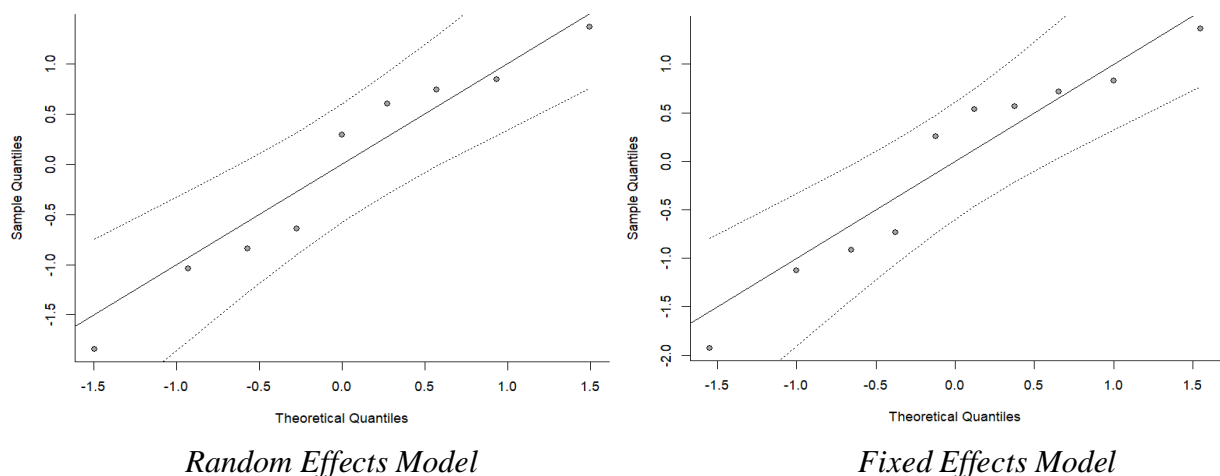 Sample Quantiles
1.0
0.5
0.0
-0.5
-1.0
-1.5
-1.5 -1.0 -0.5 0.0 0.5 1.0 1.5
Theoretical Quantiles
Random Effects Model
Sample Quantiles
1.0
0.5
0.0
-0.5
-1.0
-1.5
-2.0
-1.5 -1.0 -0.5 0.0 0.5 1.0 1.5
Theoretical Quantiles
Fixed Effects Model